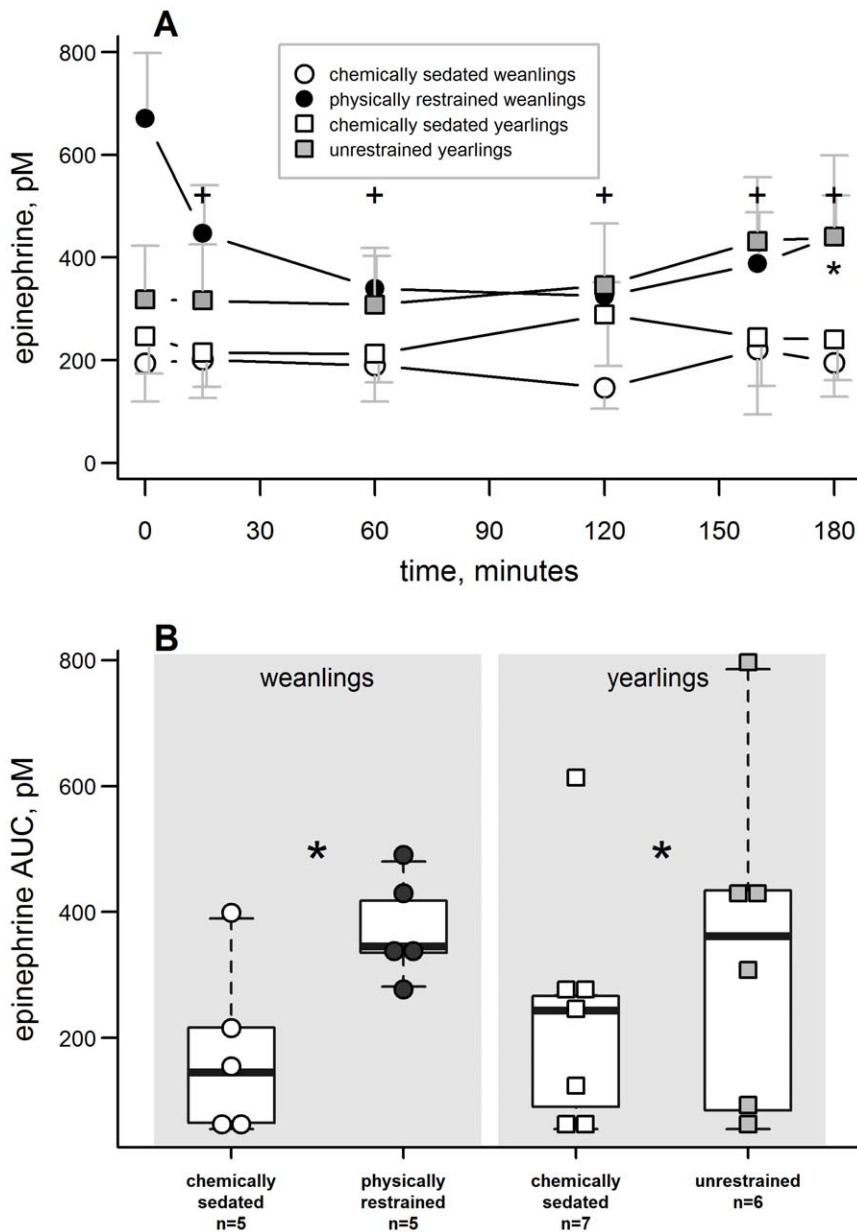 A
epinephrine, pM
800
600
400
200
0
chemically sedated weanlings
physically restrained weanlings
chemically sedated yearlings
unrestrained yearlings
+ + + + +
*
0 30 60 90 120 150 180
time, minutes
B
epinephrine AUC, pM
800
600
400
200
weanlings yearlings
* *
chemically physically chemically unrestrained
sedated restrained sedated n=6
n=5 n=5 n=7